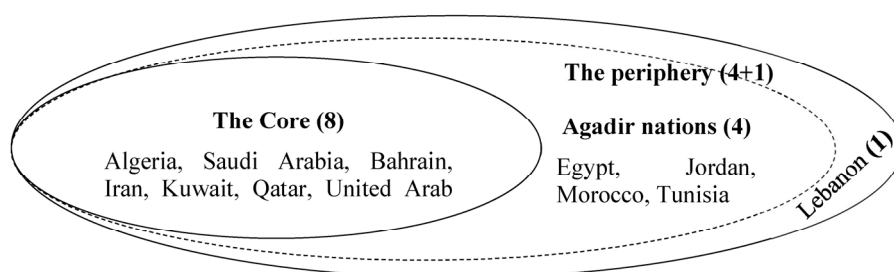 The periphery (4+1)
The Core (8)
Agadir nations (4)
Algeria, Saudi Arabia, Bahrain,
Iran, Kuwait, Qatar, United Arab
Egypt, Jordan,
Morocco, Tunisia
Lebanon (1)